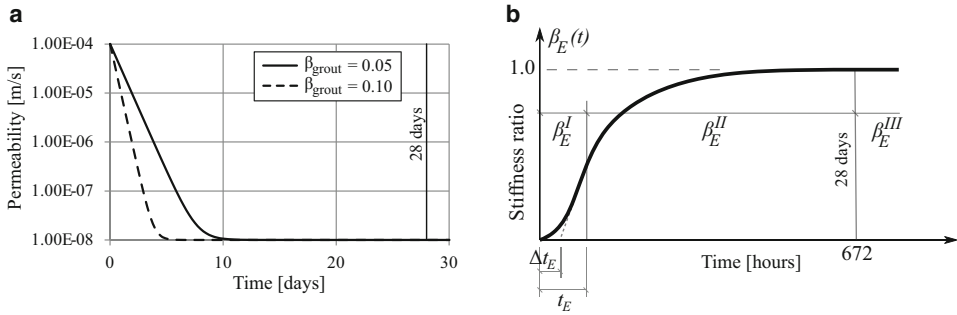 a
Permeability [m/s]
1.00E-04
1.00E-05
1.00E-06
1.00E-07
1.00E-08
0
10
20
30
Time [days]
β_grout = 0.05
β_grout = 0.10
28 days
b
β_E(t)
Stiffness ratio
1.0
β_E^I
β_E^II
β_E^III
28 days
Δt_E
t_E
Time [hours]
672